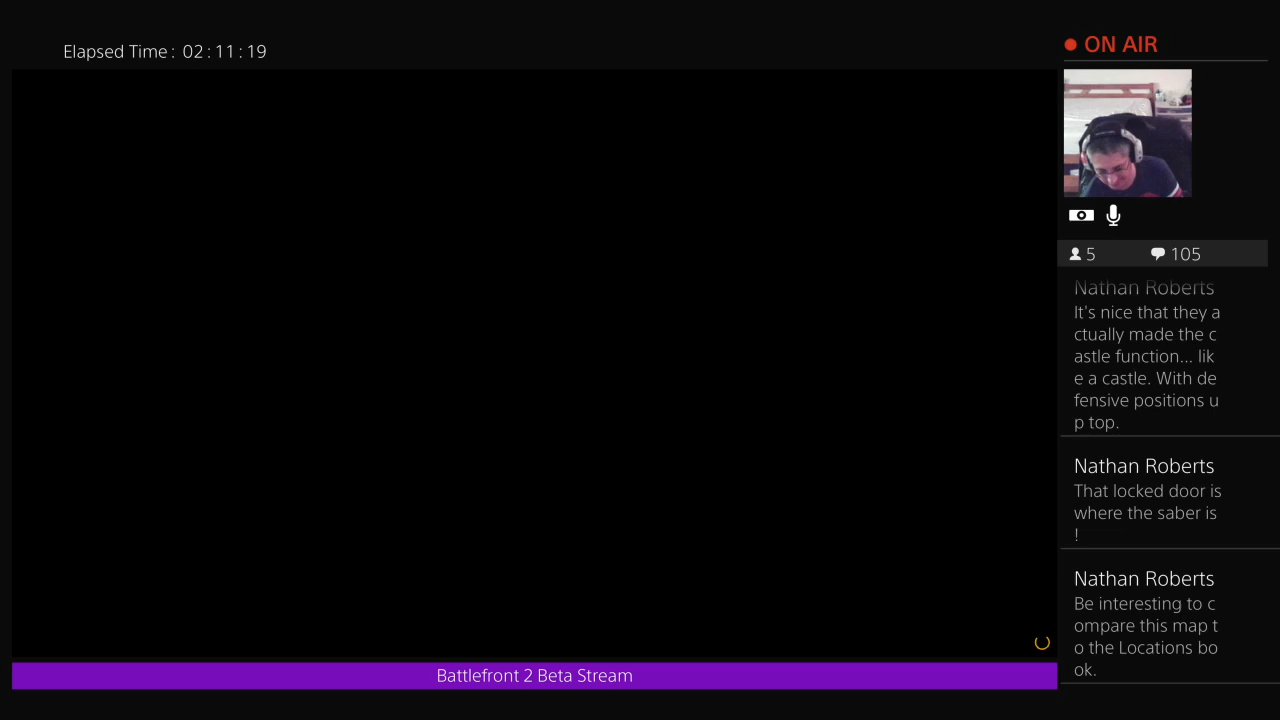 Elapsed Time: 02:11:19
ON AIR
5 105
Nathan Roberts
It's nice that they a
ctually made the c
astle function... lik
e a castle. With de
fensive positions u
p top.
Nathan Roberts
That locked door is
where the saber is
!
Nathan Roberts
Be interesting to c
ompare this map t
o the Locations bo
ok.
Battlefront 2 Beta Stream